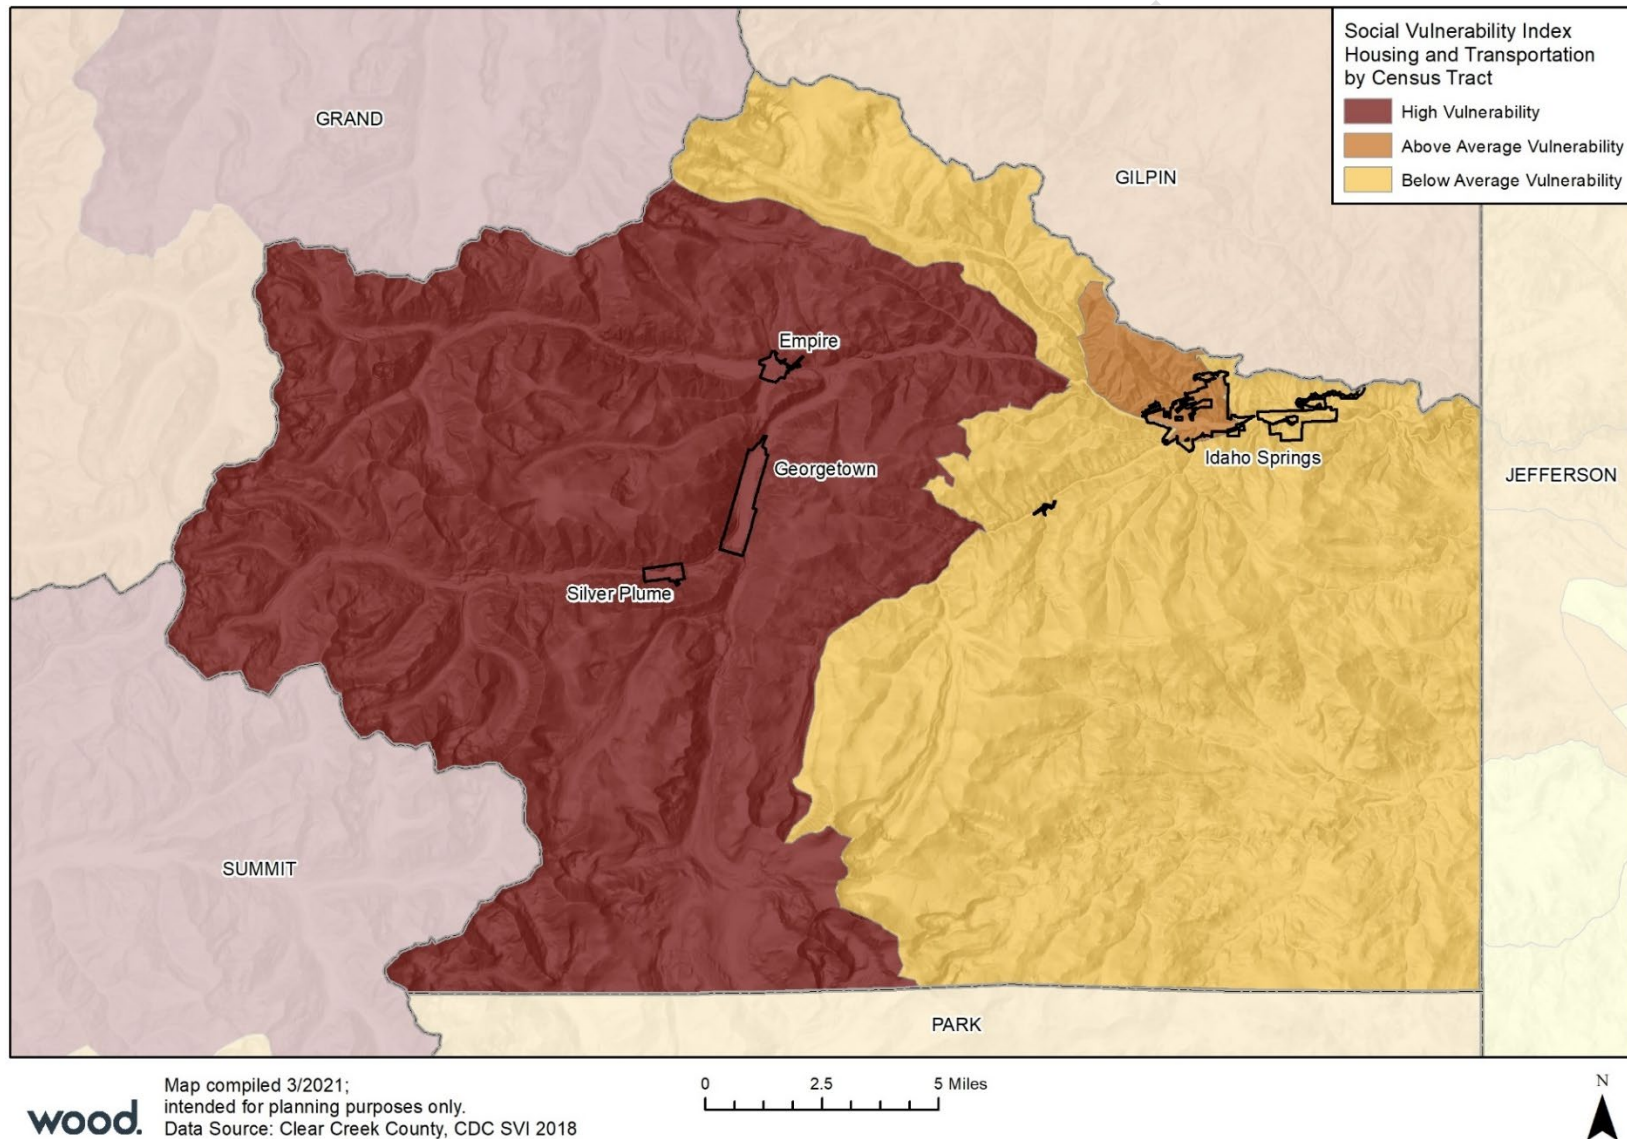 Social Vulnerability Index
Housing and Transportation
by Census Tract
High Vulnerability
Above Average Vulnerability
Below Average Vulnerability
GRAND
GILPIN
Empire
Georgetown
Idaho Springs
JEFFERSON
Silver Plume
SUMMIT
PARK
wood.
Map compiled 3/2021;
intended for planning purposes only.
Data Source: Clear Creek County, CDC SVI 2018
0 2.5 5 Miles
N